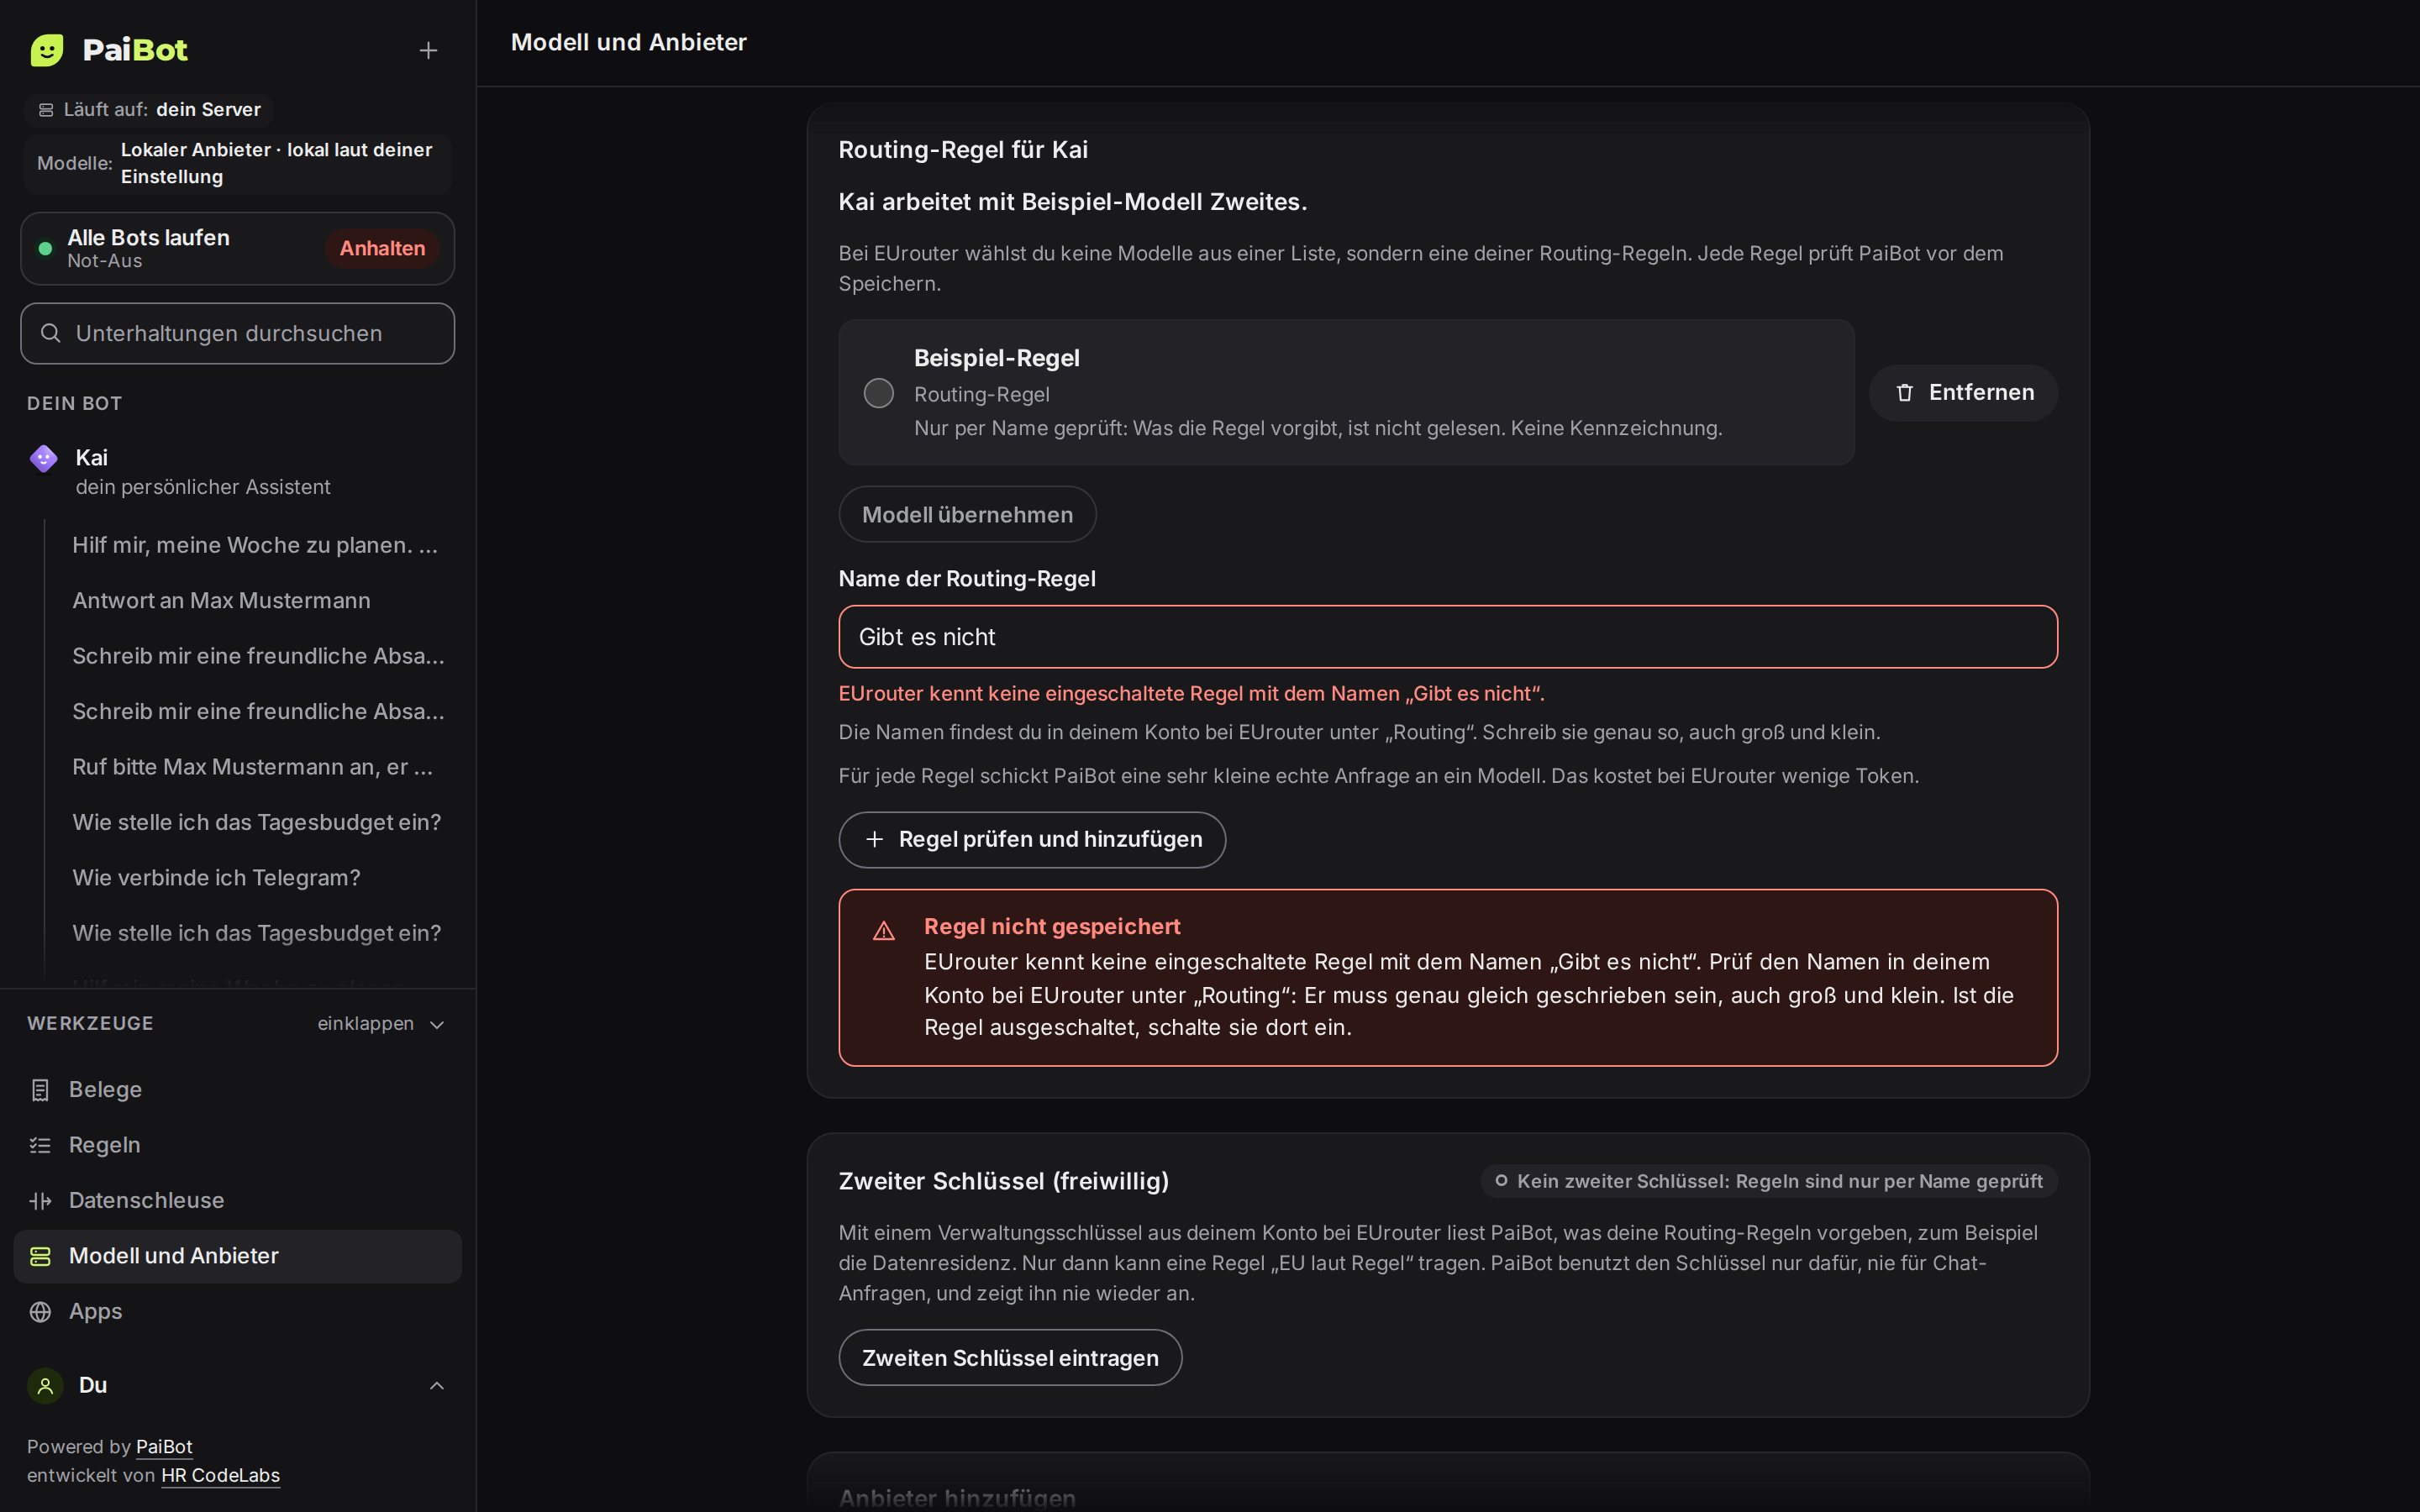 PaiBot
Läuft auf: dein Server
Modelle: Lokaler Anbieter · lokal laut deiner
Einstellung
Alle Bots laufen
Not-Aus
Anhalten
Unterhaltungen durchsuchen
DEIN BOT
Kai
dein persönlicher Assistent
Hilf mir, meine Woche zu planen. ...
Antwort an Max Mustermann
Schreib mir eine freundliche Absa...
Schreib mir eine freundliche Absa...
Ruf bitte Max Mustermann an, er ...
Wie stelle ich das Tagesbudget ein?
Wie verbinde ich Telegram?
Wie stelle ich das Tagesbudget ein?
WERKZEUGE
einklappen
Belege
Regeln
Datenschleuse
Modell und Anbieter
Apps
Du
Powered by PaiBot
entwickelt von HR CodeLabs
Modell und Anbieter
Routing-Regel für Kai
Kai arbeitet mit Beispiel-Modell Zweites.
Bei EUrouter wählst du keine Modelle aus einer Liste, sondern eine deiner Routing-Regeln. Jede Regel prüft PaiBot vor dem
Speichern.
Beispiel-Regel
Routing-Regel
Nur per Name geprüft: Was die Regel vorgibt, ist nicht gelesen. Keine Kennzeichnung.
Entfernen
Modell übernehmen
Name der Routing-Regel
Gibt es nicht
EUrouter kennt keine eingeschaltete Regel mit dem Namen „Gibt es nicht“.
Die Namen findest du in deinem Konto bei EUrouter unter „Routing“. Schreib sie genau so, auch groß und klein.
Für jede Regel schickt PaiBot eine sehr kleine echte Anfrage an ein Modell. Das kostet bei EUrouter wenige Token.
Regel prüfen und hinzufügen
Regel nicht gespeichert
EUrouter kennt keine eingeschaltete Regel mit dem Namen „Gibt es nicht“. Prüf den Namen in deinem
Konto bei EUrouter unter „Routing“: Er muss genau gleich geschrieben sein, auch groß und klein. Ist die
Regel ausgeschaltet, schalte sie dort ein.
Zweiter Schlüssel (freiwillig)
Kein zweiter Schlüssel: Regeln sind nur per Name geprüft
Mit einem Verwaltungsschlüssel aus deinem Konto bei EUrouter liest PaiBot, was deine Routing-Regeln vorgeben, zum Beispiel
die Datenresidenz. Nur dann kann eine Regel „EU laut Regel“ tragen. PaiBot benutzt den Schlüssel nur dafür, nie für Chat-
Anfragen, und zeigt ihn nie wieder an.
Zweiten Schlüssel eintragen
Anbieter hinzufügen